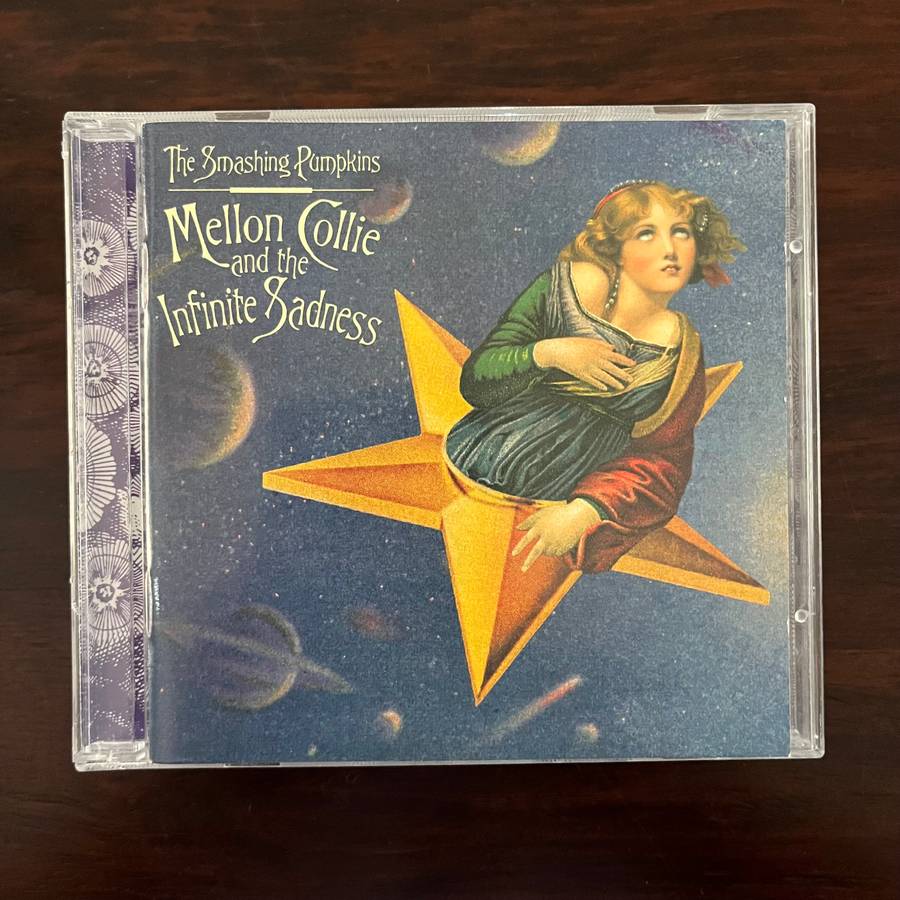 The Smashing Pumpkins
Mellon Collie
and the
Infinite Sadness